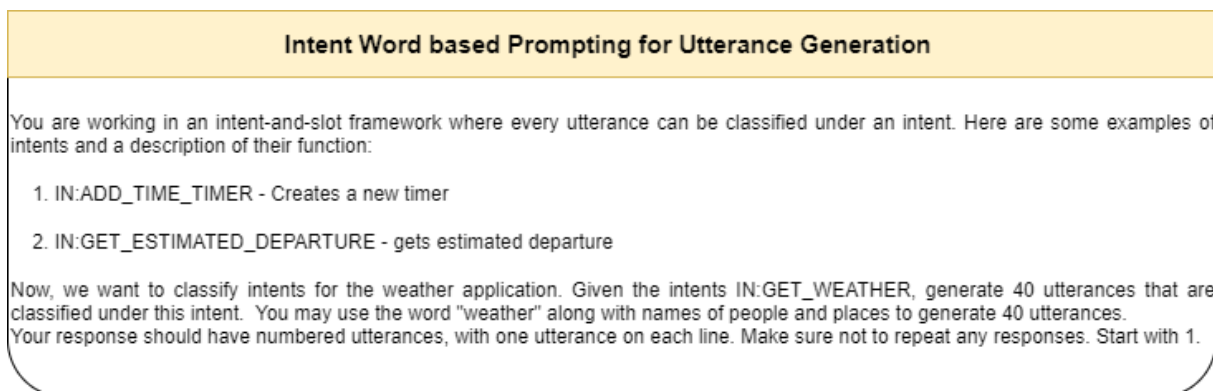 Intent Word based Prompting for Utterance Generation
You are working in an intent-and-slot framework where every utterance can be classified under an intent. Here are some examples of
intents and a description of their function:
1. IN:ADD_TIME_TIMER - Creates a new timer
2. IN:GET_ESTIMATED_DEPARTURE - gets estimated departure
Now, we want to classify intents for the weather application. Given the intents IN:GET_WEATHER, generate 40 utterances that are
classified under this intent. You may use the word "weather" along with names of people and places to generate 40 utterances.
Your response should have numbered utterances, with one utterance on each line. Make sure not to repeat any responses. Start with 1.